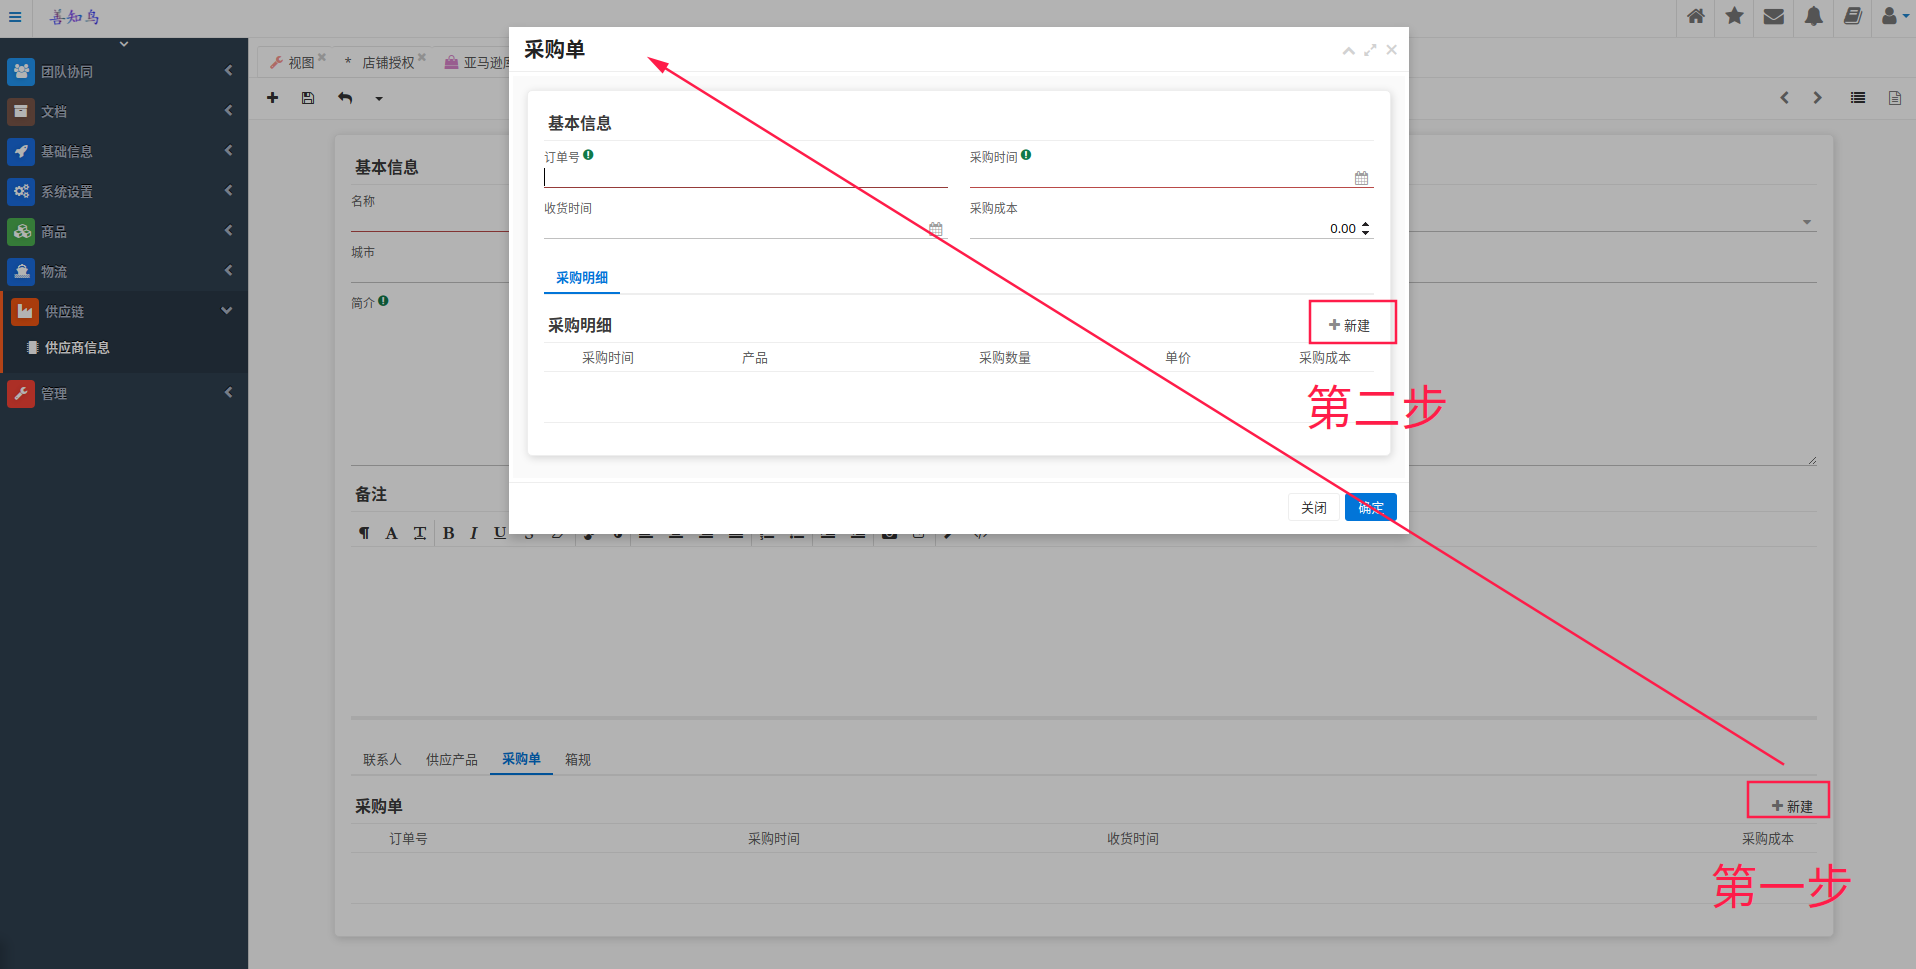 善知鸟
团队协同
文档
基础信息
系统设置
商品
物流
供应链
供应商信息
管理
视图
* 店铺授权
亚马逊库
基本信息
名称
城市
简介
备注
采购单
基本信息
订单号
采购时间
收货时间
采购成本
0.00
采购明细
采购明细
新建
采购时间 产品 采购数量 单价 采购成本
第二步
关闭
确定
联系人 供应产品 采购单 箱规
采购单
新建
订单号 采购时间 收货时间 采购成本
第一步